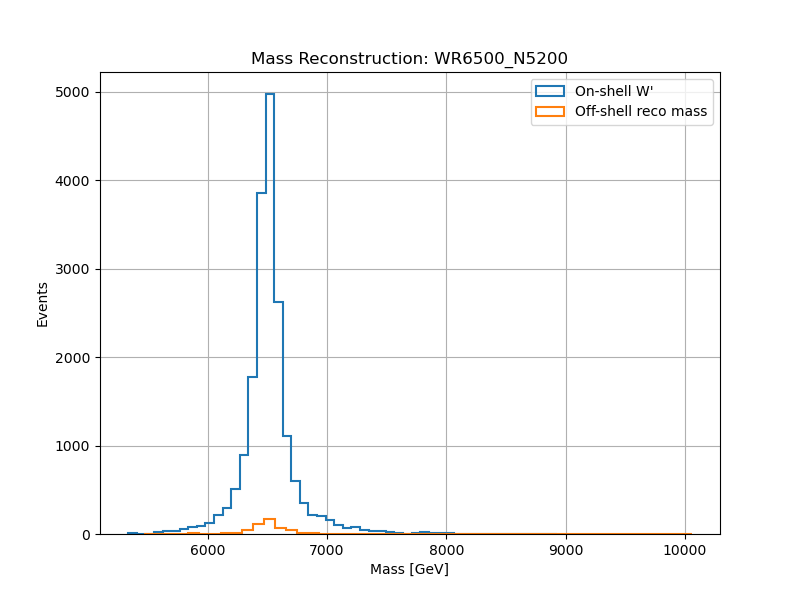 Mass Reconstruction: WR6500_N5200
On-shell W'
Off-shell reco mass
Events
5000
4000
3000
2000
1000
0
6000
7000
8000
9000
10000
Mass [GeV]